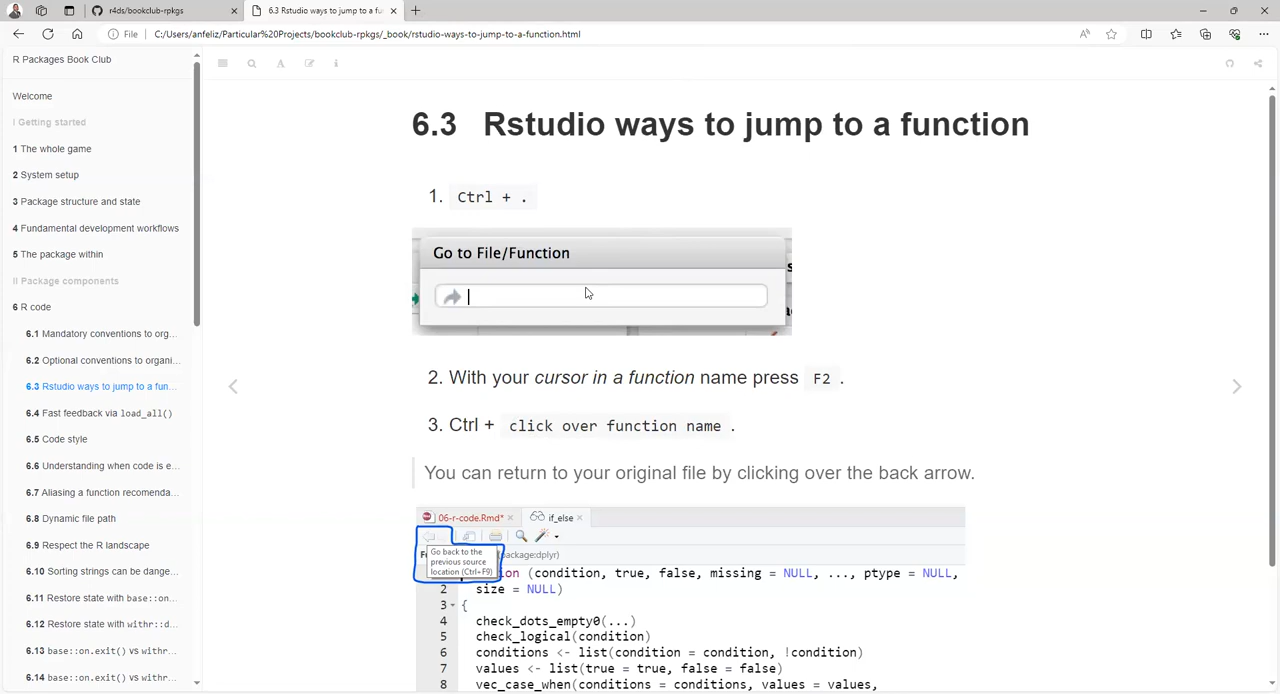 r4ds/bookclub-rpkgs
6.3 Rstudio ways to jump to a fu
File
C:/Users/anfeliz/Particular%20Projects/bookclub-rpkgs/_book/rstudio-ways-to-jump-to-a-function.html
R Packages Book Club
Welcome
I Getting started
1 The whole game
2 System setup
3 Package structure and state
4 Fundamental development workflows
5 The package within
II Package components
6 R code
6.1 Mandatory conventions to org...
6.2 Optional conventions to organi...
6.3 Rstudio ways to jump to a fun...
6.4 Fast feedback via load_all()
6.5 Code style
6.6 Understanding when code is e...
6.7 Aliasing a function recomenda...
6.8 Dynamic file path
6.9 Respect the R landscape
6.10 Sorting strings can be dange...
6.11 Restore state with base::on...
6.12 Restore state with withr::d...
6.13 base::on.exit() vs withr...
6.14 base::on.exit() vs withr...
6.3 Rstudio ways to jump to a function
1. Ctrl + .
Go to File/Function
2. With your cursor in a function name press F2 .
3. Ctrl + click over function name .
You can return to your original file by clicking over the back arrow.
06-r-code.Rmd*
if_else
Go back to the
previous source
location (Ctrl+F9)
package:dplyr)
ion (condition, true, false, missing = NULL, ..., ptype = NULL,
2 size = NULL)
3 {
4 check_dots_empty0(...)
5 check_logical(condition)
6 conditions <- list(condition = condition, !condition)
7 values <- list(true = true, false = false)
8 vec_case_when(conditions = conditions, values = values,